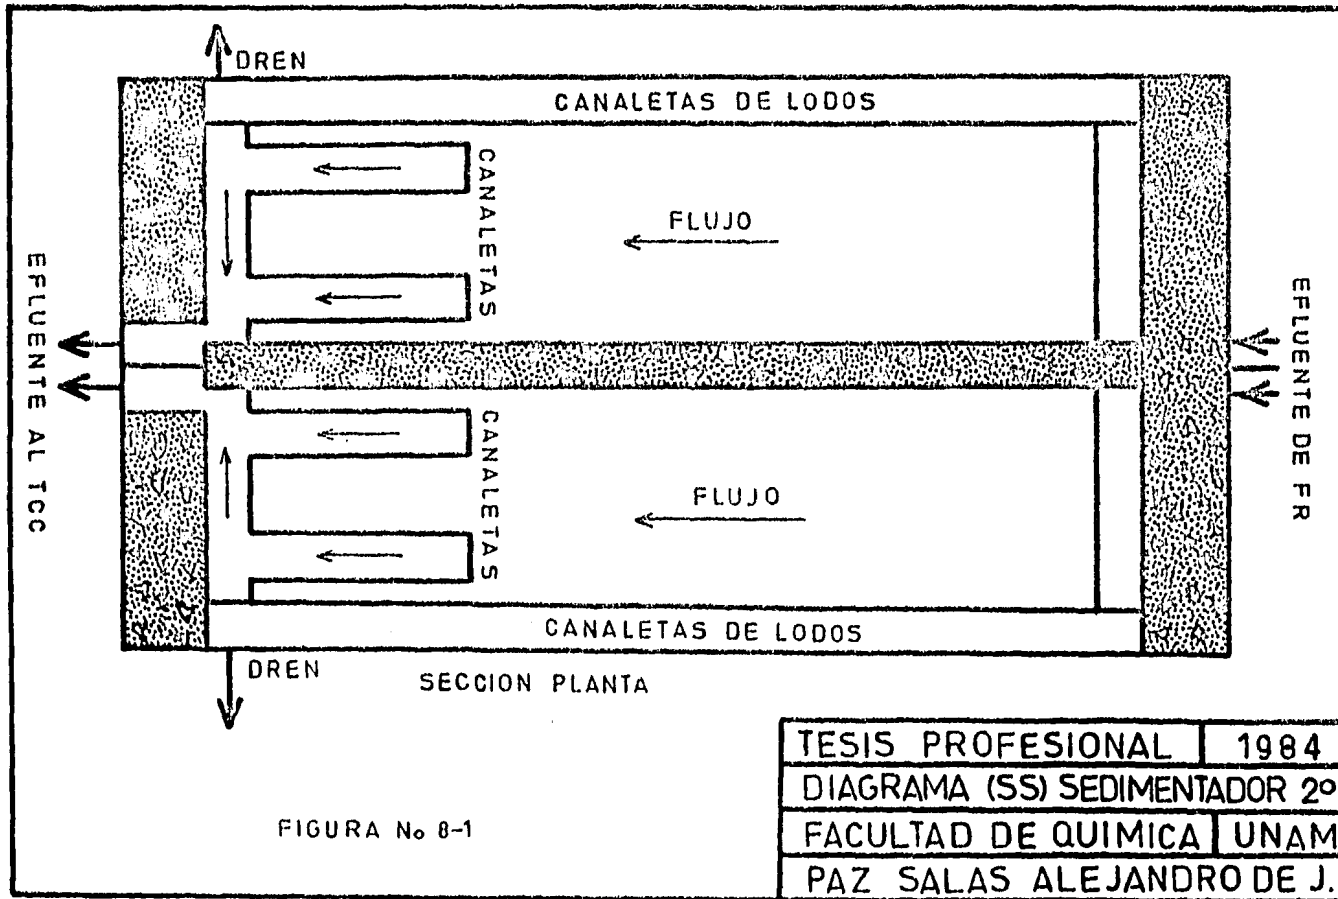 DREN
CANALETAS DE LODOS
CANALETAS
FLUJO
EFLUENTE AL TCC
EFLUENTE DE FR
CANALETAS
FLUJO
CANALETAS DE LODOS
DREN
SECCION PLANTA
FIGURA No 8-1
TESIS PROFESIONAL 1984
DIAGRAMA (SS) SEDIMENTADOR 2º
FACULTAD DE QUIMICA UNAM
PAZ SALAS ALEJANDRO DE J.